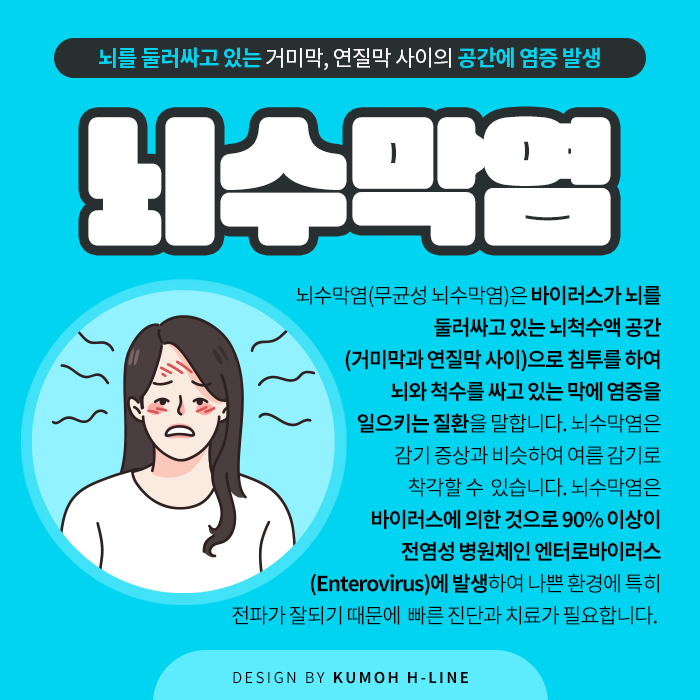 뇌를 둘러싸고 있는 거미막, 연질막 사이의 공간에 염증 발생
뇌수막염
뇌수막염(무균성 뇌수막염)은 바이러스가 뇌를
둘러싸고 있는 뇌척수액 공간
(거미막과 연질막 사이)으로 침투를 하여
뇌와 척수를 싸고 있는 막에 염증을
일으키는 질환을 말합니다. 뇌수막염은
감기 증상과 비슷하여 여름 감기로
착각할 수 있습니다. 뇌수막염은
바이러스에 의한 것으로 90% 이상이
전염성 병원체인 엔터로바이러스
(Enterovirus)에 발생하여 나쁜 환경에 특히
전파가 잘되기 때문에 빠른 진단과 치료가 필요합니다.
DESIGN BY KUMOH H-LINE